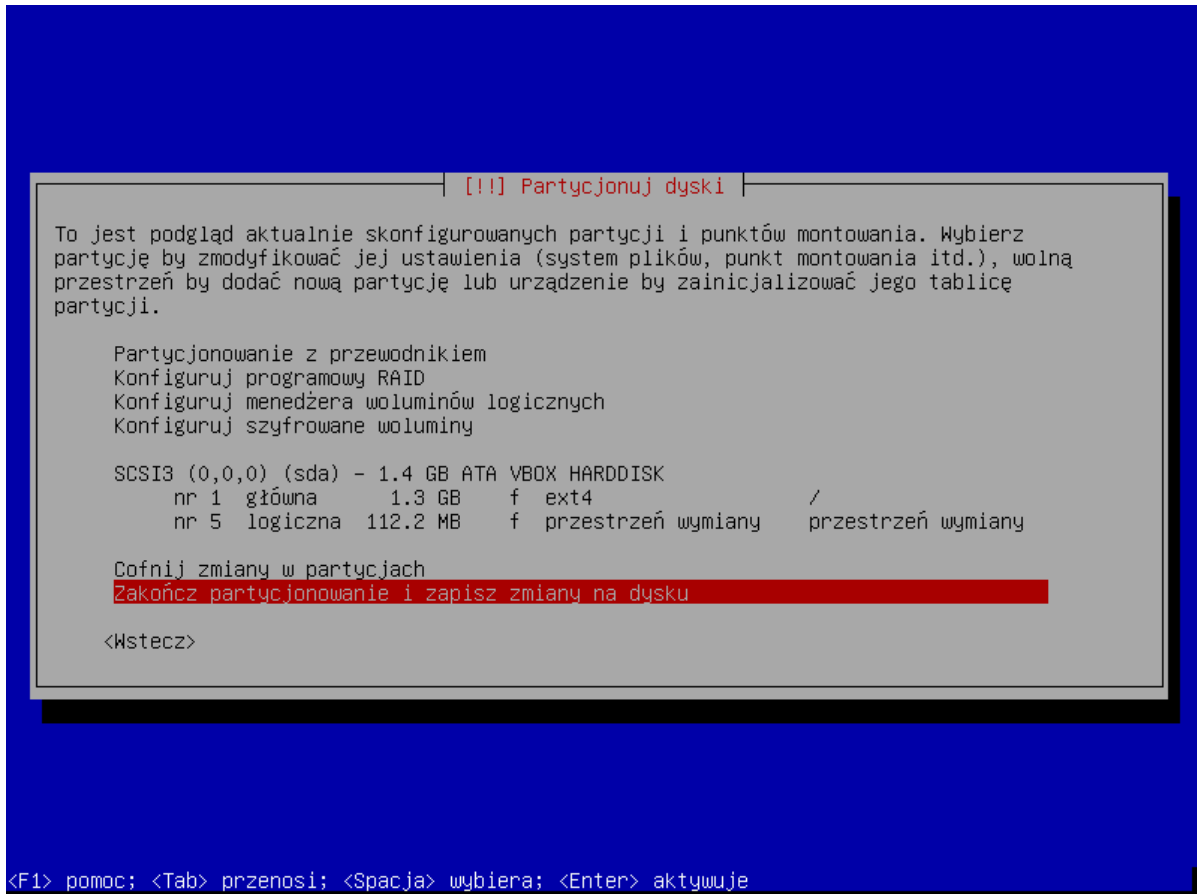 [!!] Partycjonuj dyski
To jest podgląd aktualnie skonfigurowanych partycji i punktów montowania. Wybierz
partycję by zmodyfikować jej ustawienia (system plików, punkt montowania itd.), wolną
przestrzeń by dodać nową partycję lub urządzenie by zainicjalizować jego tablicę
partycji.
Partycjonowanie z przewodnikiem
Konfiguruj programowy RAID
Konfiguruj menedżera woluminów logicznych
Konfiguruj szyfrowane woluminy
SCSI3 (0,0,0) (sda) – 1.4 GB ATA VBOX HARDDISK
nr 1 główna 1.3 GB f ext4 /
nr 5 logiczna 112.2 MB f przestrzeń wymiany przestrzeń wymiany
Cofnij zmiany w partycjach
Zakończ partycjonowanie i zapisz zmiany na dysku
<Wstecz>
<F1> pomoc; <Tab> przenosi; <Spacja> wybiera; <Enter> aktywuje